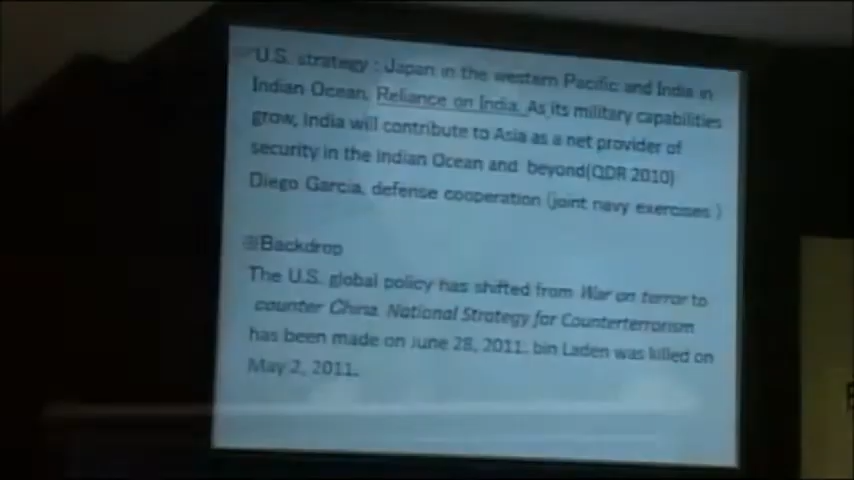 U.S. strategy : Japan in the western Pacific and India in
Indian Ocean, Reliance on India. As its military capabilities
grow, India will contribute to Asia as a net provider of
security in the Indian Ocean and beyond(QDR 2010)
Diego Garcia, defense cooperation (joint navy exercises )
◎Backdrop
The U.S. global policy has shifted from War on terror to
counter China. National Strategy for Counterterrorism
has been made on June 28, 2011. bin Laden was killed on
May 2, 2011.